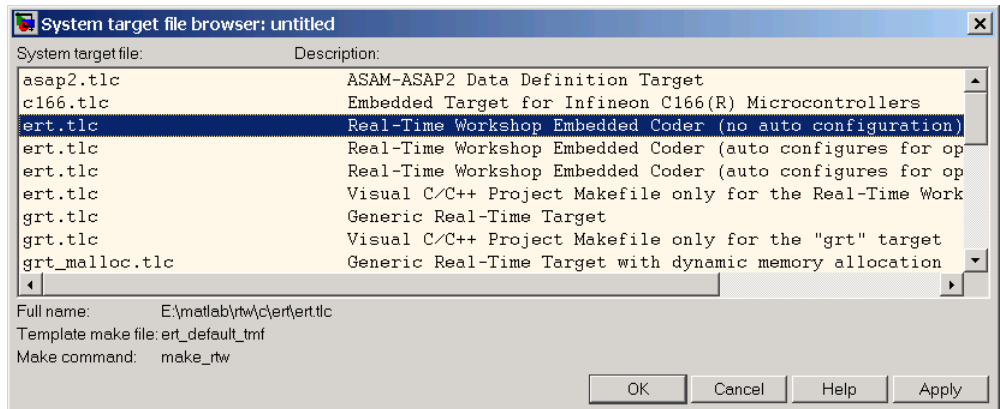 System target file browser: untitled
System target file: Description:
asap2.tlc ASAM-ASAP2 Data Definition Target
c166.tlc Embedded Target for Infineon C166(R) Microcontrollers
ert.tlc Real-Time Workshop Embedded Coder (no auto configuration)
ert.tlc Real-Time Workshop Embedded Coder (auto configures for op
ert.tlc Real-Time Workshop Embedded Coder (auto configures for op
ert.tlc Visual C/C++ Project Makefile only for the Real-Time Work
grt.tlc Generic Real-Time Target
grt.tlc Visual C/C++ Project Makefile only for the "grt" target
grt_malloc.tlc Generic Real-Time Target with dynamic memory allocation
Full name: E:\matlab\rtw\c\ert\ert.tlc
Template make file: ert_default_tmf
Make command: make_rtw
OK Cancel Help Apply